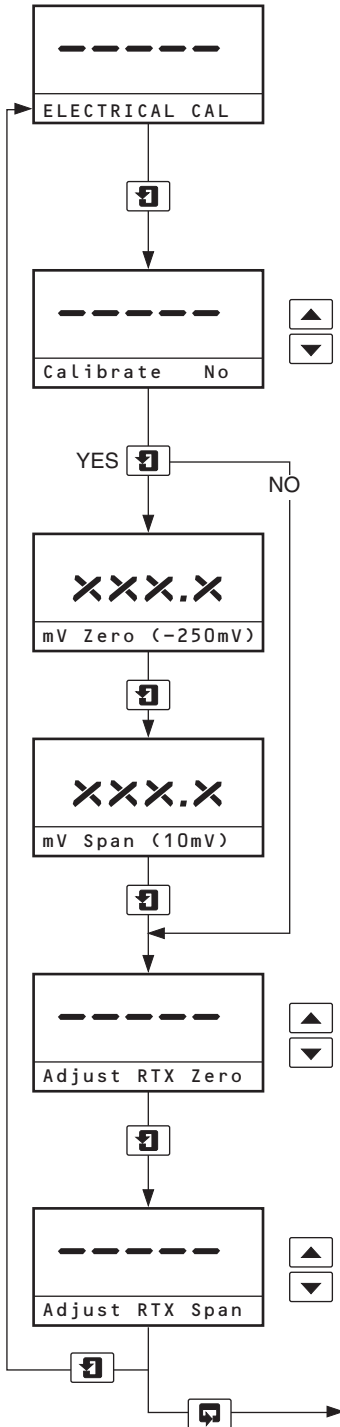 -----
ELECTRICAL CAL
-----
Calibrate No
YES
NO
xxx.x
mV Zero (-250mV)
xxx.x
mV Span (10mV)
-----
Adjust RTX Zero
-----
Adjust RTX Span